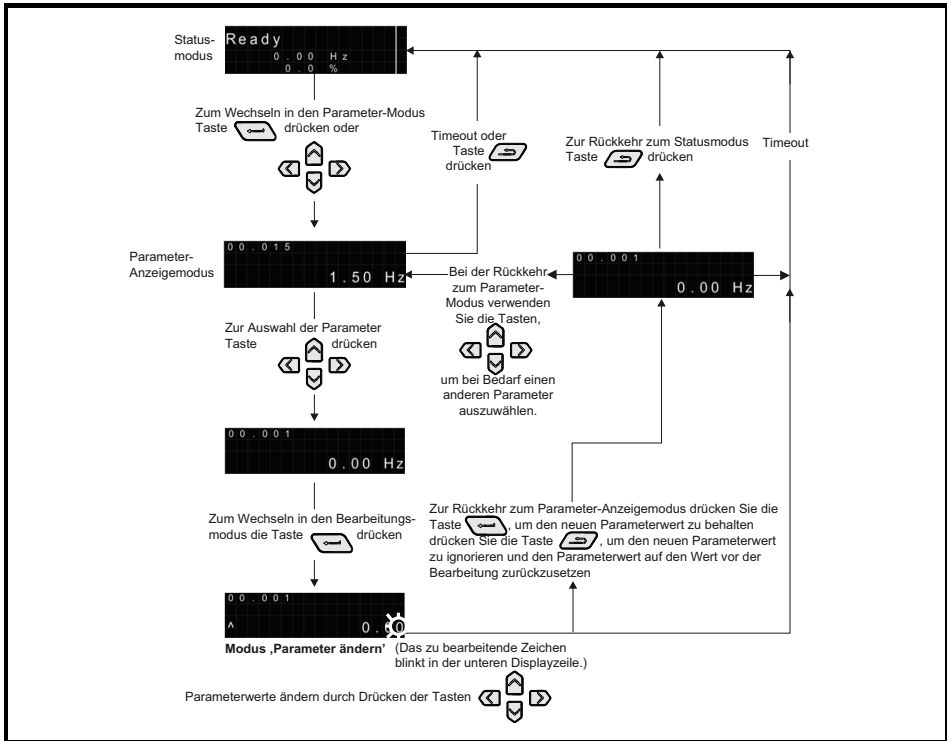 Status-
modus
Ready
0.00 Hz
0.0 %
Zum Wechseln in den Parameter-Modus
Taste drücken oder
Timeout oder
Taste
drücken
Zur Rückkehr zum Statusmodus
Taste drücken
Timeout
Parameter-
Anzeigemodus
00.015
1.50 Hz
Bei der Rückkehr
zum Parameter-
Modus verwenden
Sie die Tasten,
um bei Bedarf einen
anderen Parameter
auszuwählen.
00.001
0.00 Hz
Zur Auswahl der Parameter
Taste drücken
00.001
0.00 Hz
Zum Wechseln in den Bearbeitungs-
modus die Taste drücken
Zur Rückkehr zum Parameter-Anzeigemodus drücken Sie die
Taste , um den neuen Parameterwert zu behalten
drücken Sie die Taste , um den neuen Parameterwert
zu ignorieren und den Parameterwert auf den Wert vor der
Bearbeitung zurückzusetzen
00.001
^ 0.00
Modus ‚Parameter ändern’ (Das zu bearbeitende Zeichen
blinkt in der unteren Displayzeile.)
Parameterwerte ändern durch Drücken der Tasten